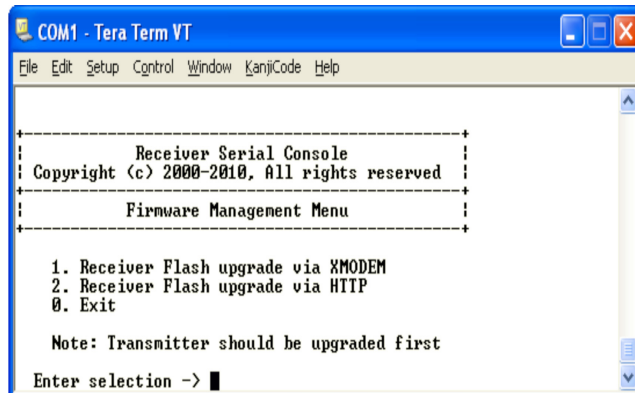 COM1 - Tera Term VT
File Edit Setup Control Window KanjiCode Help
Receiver Serial Console
Copyright (c) 2000-2010, All rights reserved
Firmware Management Menu
1. Receiver Flash upgrade via XMODEM
2. Receiver Flash upgrade via HTTP
0. Exit
Note: Transmitter should be upgraded first
Enter selection ->